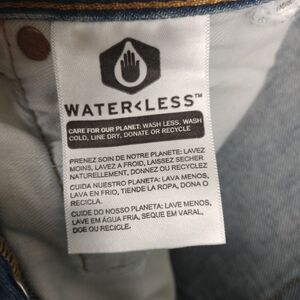 WATER<LESS™
CARE FOR OUR PLANET: WASH LESS, WASH
COLD, LINE DRY, DONATE OR RECYCLE
PRENEZ SOIN DE NOTRE PLANETE: LAVEZ
MOINS, LAVEZ A FROID, LAISSEZ SECHER
NATURELLEMENT, DONNEZ OU RECYCLEZ
CUIDA NUESTRO PLANETA: LAVA MENOS,
LAVA EN FRIO, TIENDE LA ROPA, DONA O
RECICLA.
CUIDE DO NOSSO PLANETA: LAVE MENOS,
LAVE EM ÁGUA FRIA, SEQUE EM VARAL,
DOE OU RECICLE.